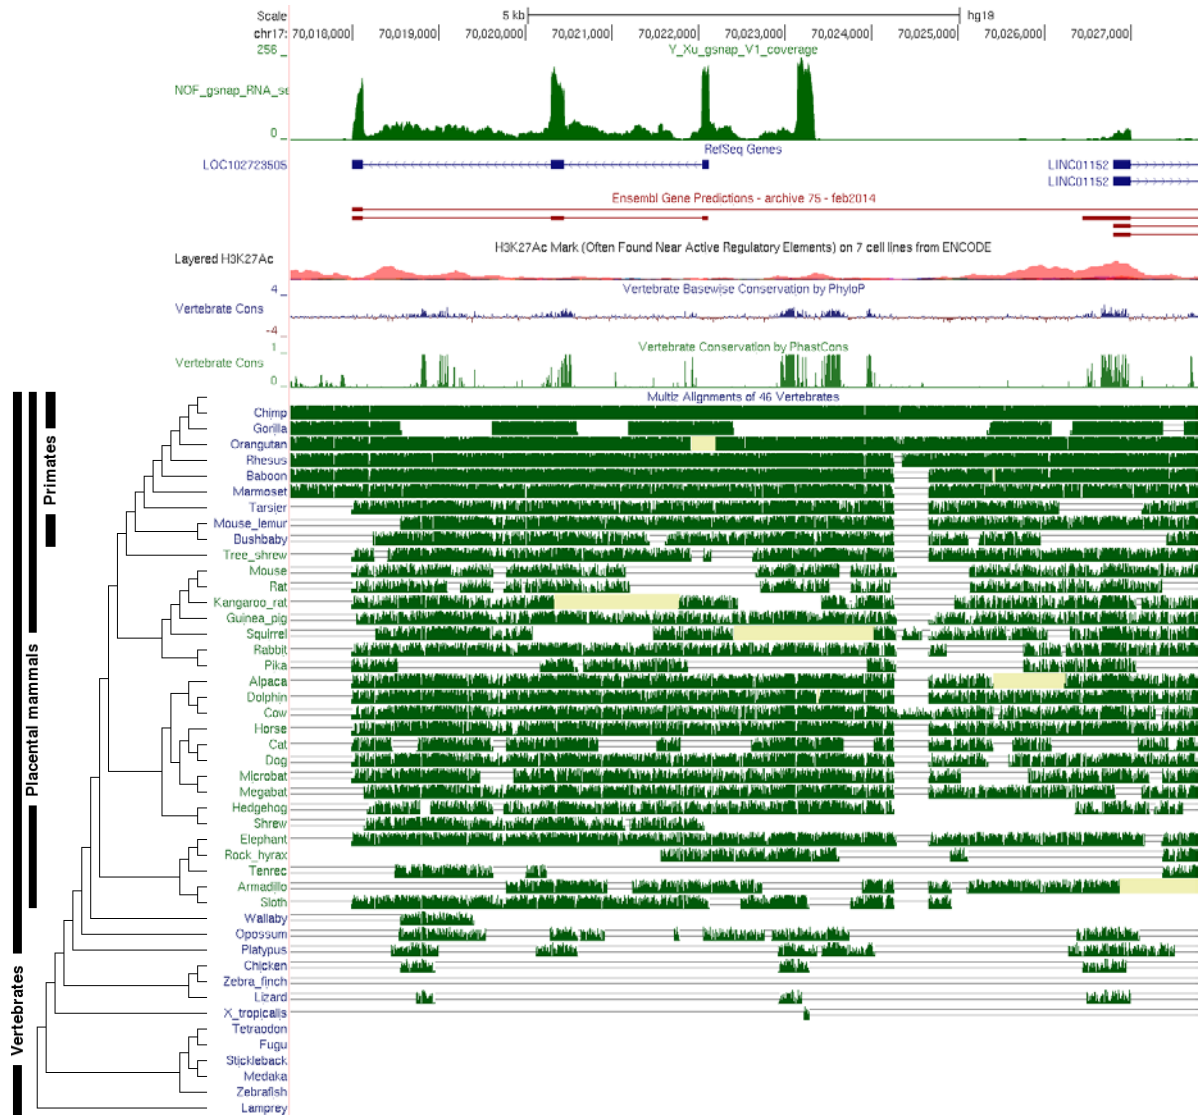 Scale 5 kb hg18
chr17: 70,018,000 70,019,000 70,020,000 70,021,000 70,022,000 70,023,000 70,024,000 70,025,000 70,026,000 70,027,000
256 _ Y_Xu_gsnap_V1_coverage
NOF_gsnap_RNA_se
0 _
RefSeq Genes
LOC102723505 LINC01152
LINC01152
Ensembl Gene Predictions - archive 75 - feb2014
H3K27Ac Mark (Often Found Near Active Regulatory Elements) on 7 cell lines from ENCODE
Layered H3K27Ac
4 _ Vertebrate Basewise Conservation by PhyloP
Vertebrate Cons
-4 _
1 _ Vertebrate Conservation by PhastCons
Vertebrate Cons
0 _
Multiz Alignments of 46 Vertebrates
Chimp
Gorilla
Orangutan
Rhesus
Baboon
Marmoset
Tarsier
Mouse_lemur
Bushbaby
Tree_shrew
Mouse
Rat
Kangaroo_rat
Guinea_pig
Squirrel
Rabbit
Pika
Alpaca
Dolphin
Cow
Horse
Cat
Dog
Microbat
Megabat
Hedgehog
Shrew
Elephant
Rock_hyrax
Tenrec
Armadillo
Sloth
Wallaby
Opossum
Platypus
Chicken
Zebra_finch
Lizard
X_tropicalis
Tetraodon
Fugu
Stickleback
Medaka
Zebrafish
Lamprey
Primates
Placental mammals
Vertebrates